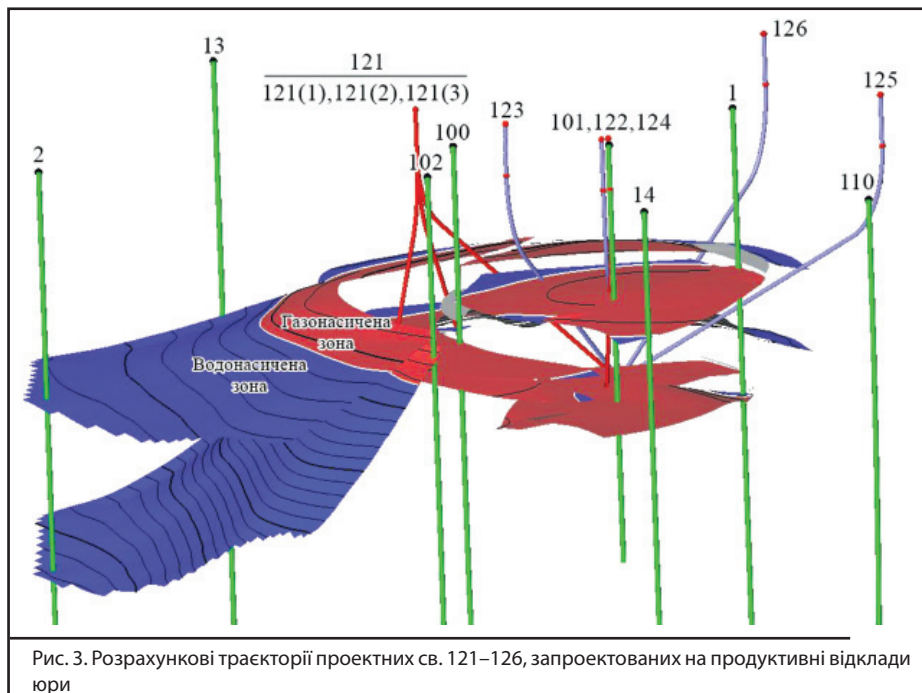 126
13
121
125
121(1),121(2),121(3)
123
1
100
101,122,124
2
102
14
110
Газонасичена
зона
Водонасичена
зона
Рис. 3. Розрахункові траєкторії проектних св. 121–126, запроектованих на продуктивні відклади
юри